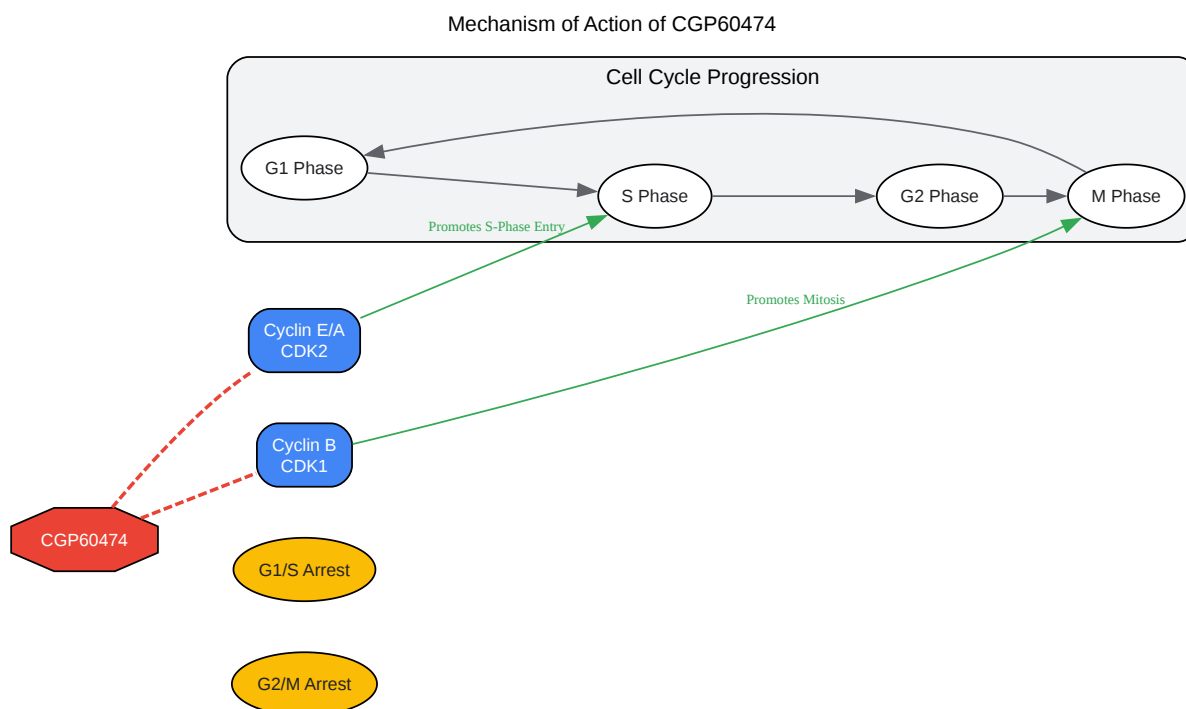 Mechanism of Action of CGP60474
Cell Cycle Progression
G1 Phase
S Phase
G2 Phase
M Phase
Promotes S-Phase Entry
Promotes Mitosis
Cyclin E/A
CDK2
Cyclin B
CDK1
CGP60474
G1/S Arrest
G2/M Arrest